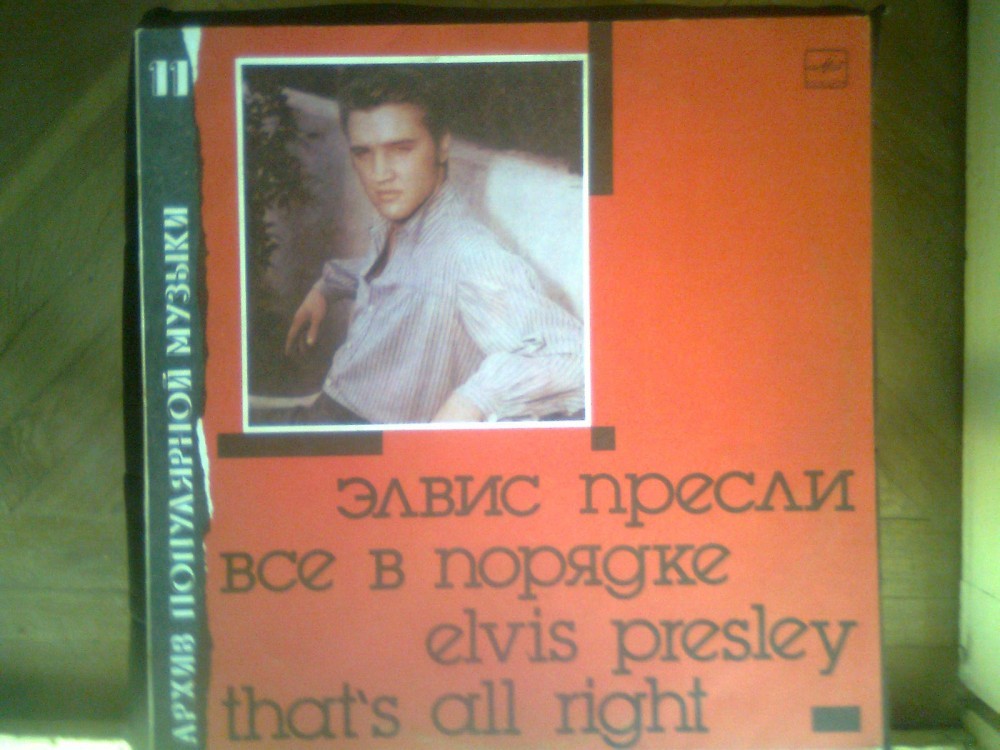 11
АРХИВ ПОПУЛЯРНОЙ МУЗЫКИ
ЭЛВИС ПРЕСЛИ
ВСЕ В ПОРЯДКЕ
elvis presley
that's all right